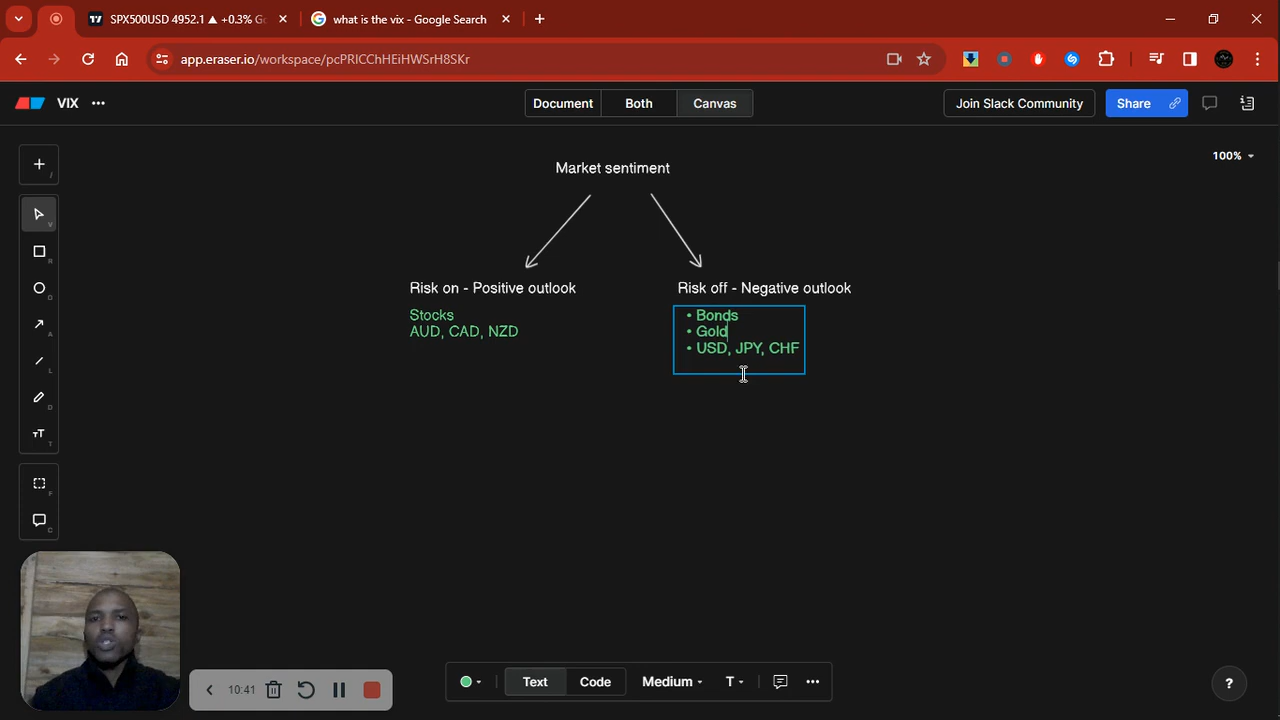 SPX500USD 4952.1 ▲ +0.3% Go
what is the vix - Google Search
app.eraser.io/workspace/pcPRlCChHEiHWSrH8SKr
VIX
Document
Both
Canvas
Join Slack Community
Share
100%
Market sentiment
Risk on - Positive outlook
Risk off - Negative outlook
Stocks
AUD, CAD, NZD
• Bonds
• Gold
• USD, JPY, CHF
/
V
R
O
A
L
D
T
F
C
10:41
Text
Code
Medium
T
?